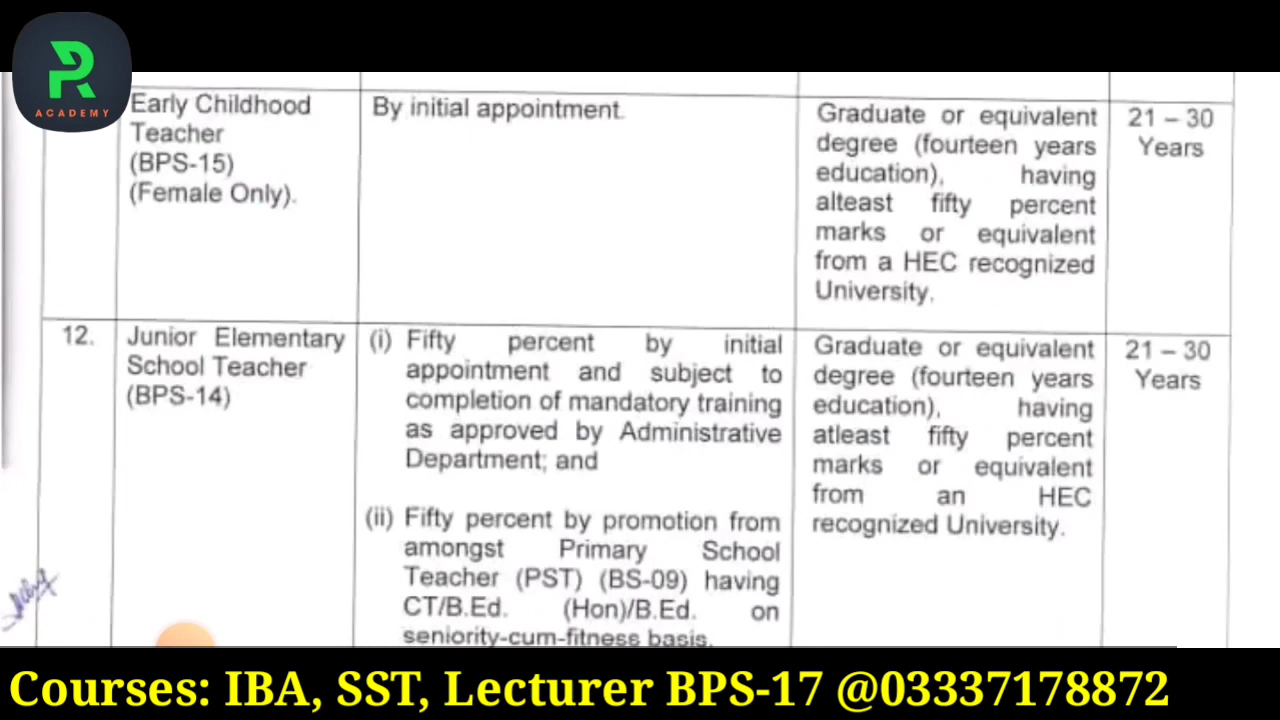 PR
ACADEMY
Early Childhood
Teacher
(BPS-15)
(Female Only).
By initial appointment.
Graduate or equivalent
degree (fourteen years
education), having
alteast fifty percent
marks or equivalent
from a HEC recognized
University.
21 – 30
Years
12.
Junior Elementary
School Teacher
(BPS-14)
(i) Fifty percent by initial
appointment and subject to
completion of mandatory training
as approved by Administrative
Department; and
(ii) Fifty percent by promotion from
amongst Primary School
Teacher (PST) (BS-09) having
CT/B.Ed. (Hon)/B.Ed. on
seniority-cum-fitness basis.
Graduate or equivalent
degree (fourteen years
education), having
atleast fifty percent
marks or equivalent
from an HEC
recognized University.
21 – 30
Years
Courses: IBA, SST, Lecturer BPS-17 @03337178872